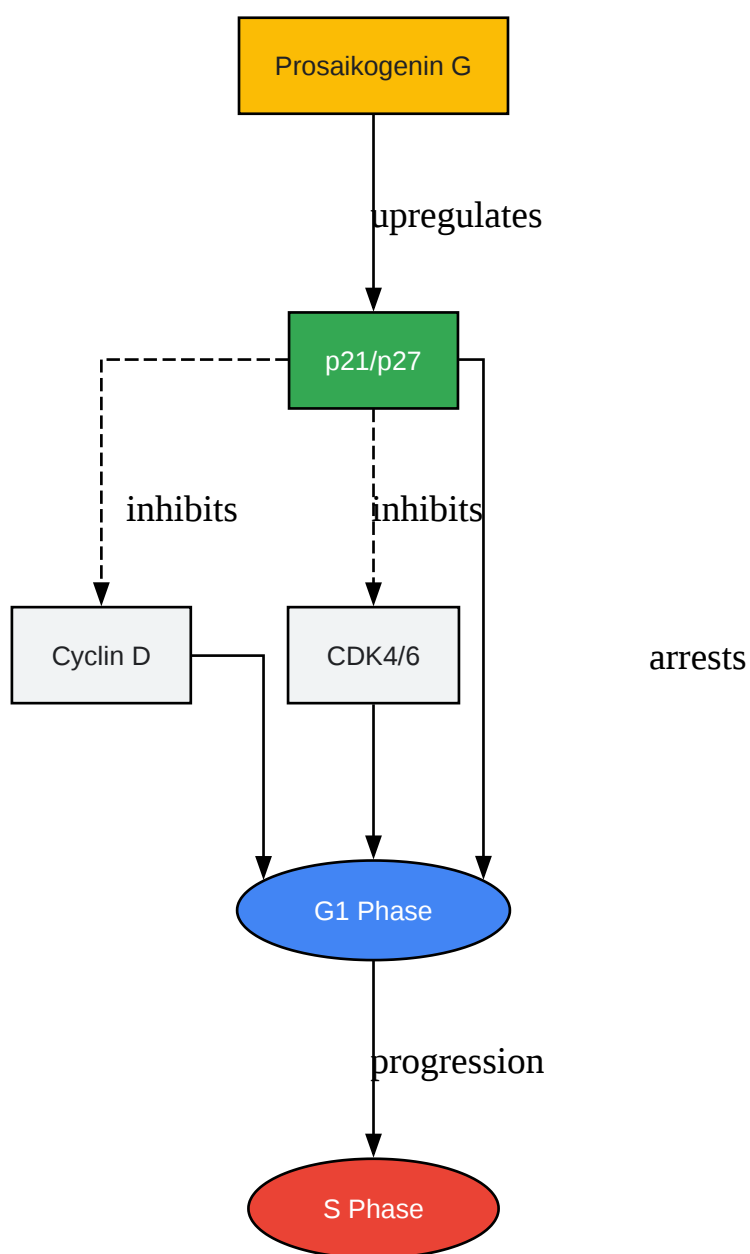 Prosaikogenin G
upregulates
p21/p27
inhibits
inhibits
Cyclin D
CDK4/6
arrests
G1 Phase
progression
S Phase